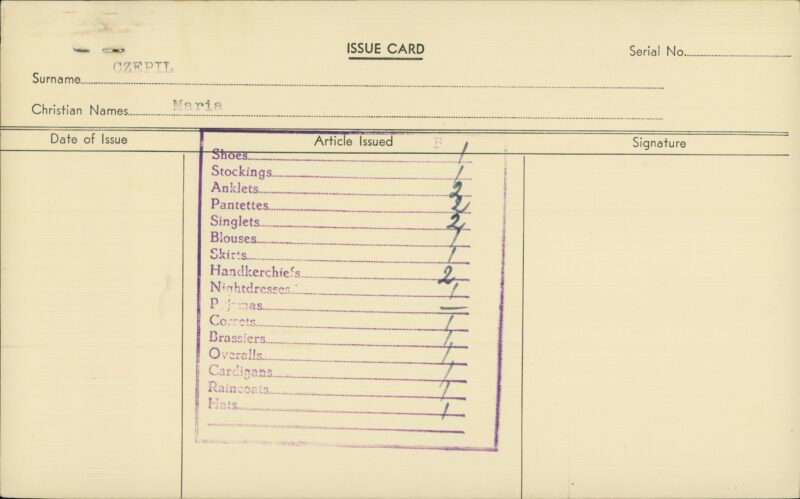 ISSUE CARD
Serial No.
CZEPIL
Surname
Christian Names Maria
Date of Issue Article Issued F Signature
Shoes 1
Stockings 1
Anklets 2
Pantettes 2
Singlets 2
Blouses 1
Skirts 1
Handkerchiefs 2
Nightdresses 1
Pyjamas —
Corsets 1
Brassiers 1
Overalls 1
Cardigans 1
Raincoats 1
Hats 1